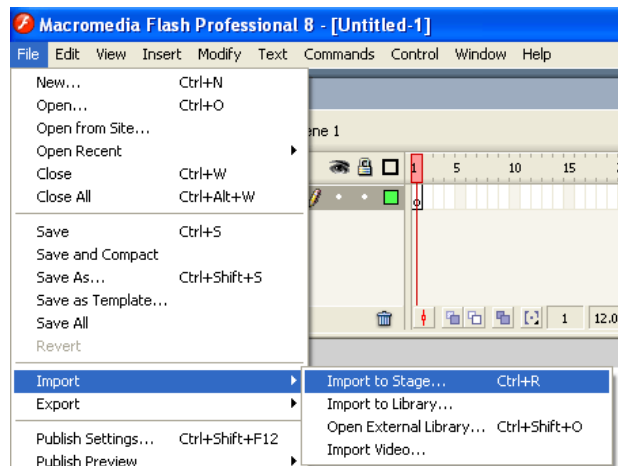 Macromedia Flash Professional 8 - [Untitled-1]
File Edit View Insert Modify Text Commands Control Window Help
New... Ctrl+N
Open... Ctrl+O
Open from Site...
Open Recent
Close Ctrl+W
Close All Ctrl+Alt+W
Save Ctrl+S
Save and Compact
Save As... Ctrl+Shift+S
Save as Template...
Save All
Revert
Import
Export
Publish Settings... Ctrl+Shift+F12
Publish Preview
1 5 10 15
1 12.0
Import to Stage... Ctrl+R
Import to Library...
Open External Library... Ctrl+Shift+O
Import Video...